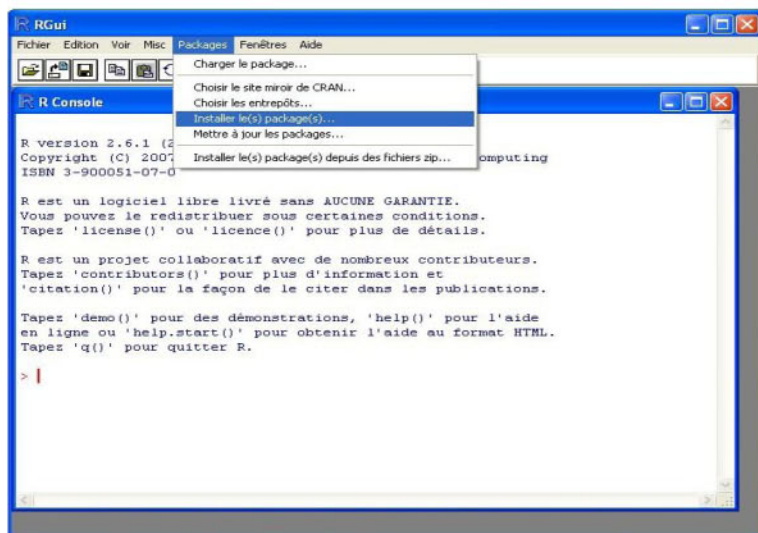 RGui
Fichier Edition Voir Misc Packages Fenêtres Aide
Charger le package...
Choisir le site miroir de CRAN...
Choisir les entrepôts...
Installer le(s) package(s)...
Mettre à jour les packages...
Installer le(s) package(s) depuis des fichiers zip...
R Console
R version 2.6.1 (2
Copyright (C) 2007 omputing
ISBN 3-900051-07-0
R est un logiciel libre livré sans AUCUNE GARANTIE.
Vous pouvez le redistribuer sous certaines conditions.
Tapez 'license()' ou 'licence()' pour plus de détails.
R est un projet collaboratif avec de nombreux contributeurs.
Tapez 'contributors()' pour plus d'information et
'citation()' pour la façon de le citer dans les publications.
Tapez 'demo()' pour des démonstrations, 'help()' pour l'aide
en ligne ou 'help.start()' pour obtenir l'aide au format HTML.
Tapez 'q()' pour quitter R.
>